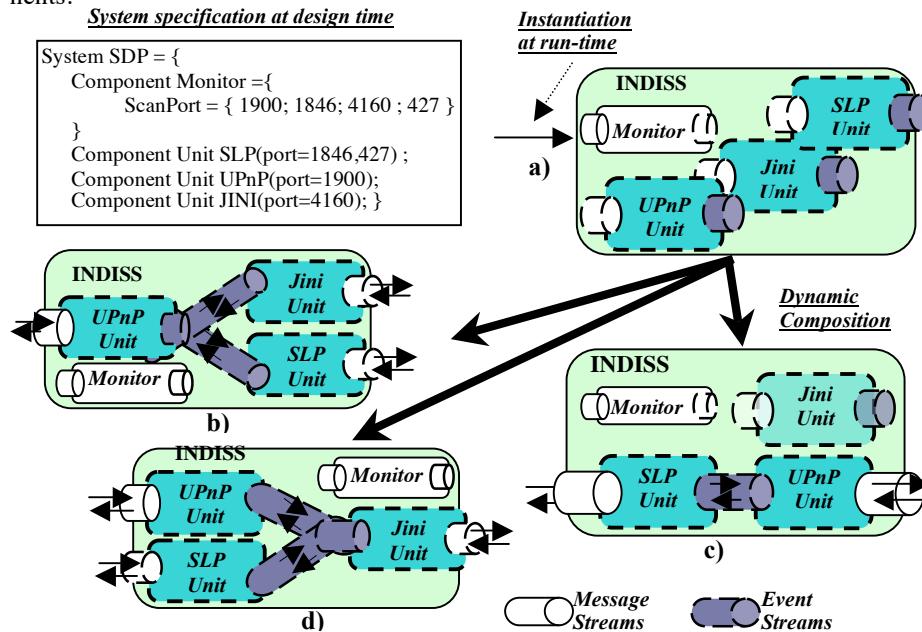 nents.
System specification at design time
System SDP = {
Component Monitor ={
ScanPort = { 1900; 1846; 4160 ; 427 }
}
Component Unit SLP(port=1846,427) ;
Component Unit UPnP(port=1900);
Component Unit JINI(port=4160); }
Instantiation
at run-time
INDISS
Monitor
SLP
Unit
Jini
Unit
UPnP
Unit
a)
INDISS
UPnP
Unit
Jini
Unit
SLP
Unit
Monitor
b)
Dynamic
Composition
INDISS
Monitor
Jini
Unit
SLP
Unit
UPnP
Unit
c)
INDISS
Monitor
UPnP
Unit
SLP
Unit
Jini
Unit
d)
Message
Streams
Event
Streams